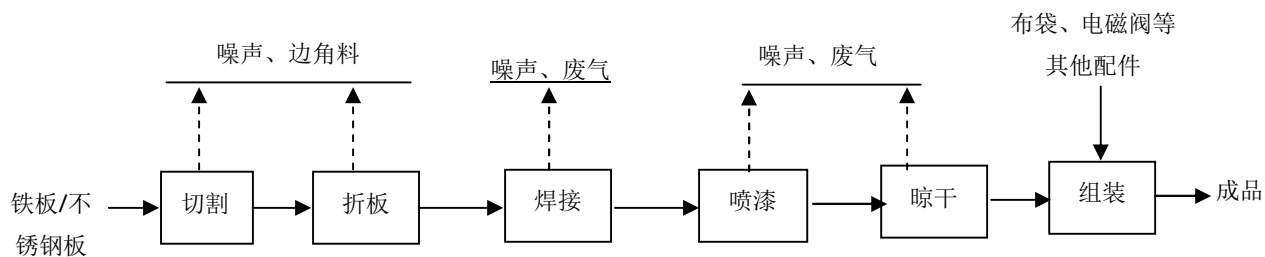 布袋、电磁阀等
其他配件
噪声、边角料
噪声、废气
噪声、废气
铁板/不
锈钢板
切割
折板
焊接
喷漆
晾干
组装
成品